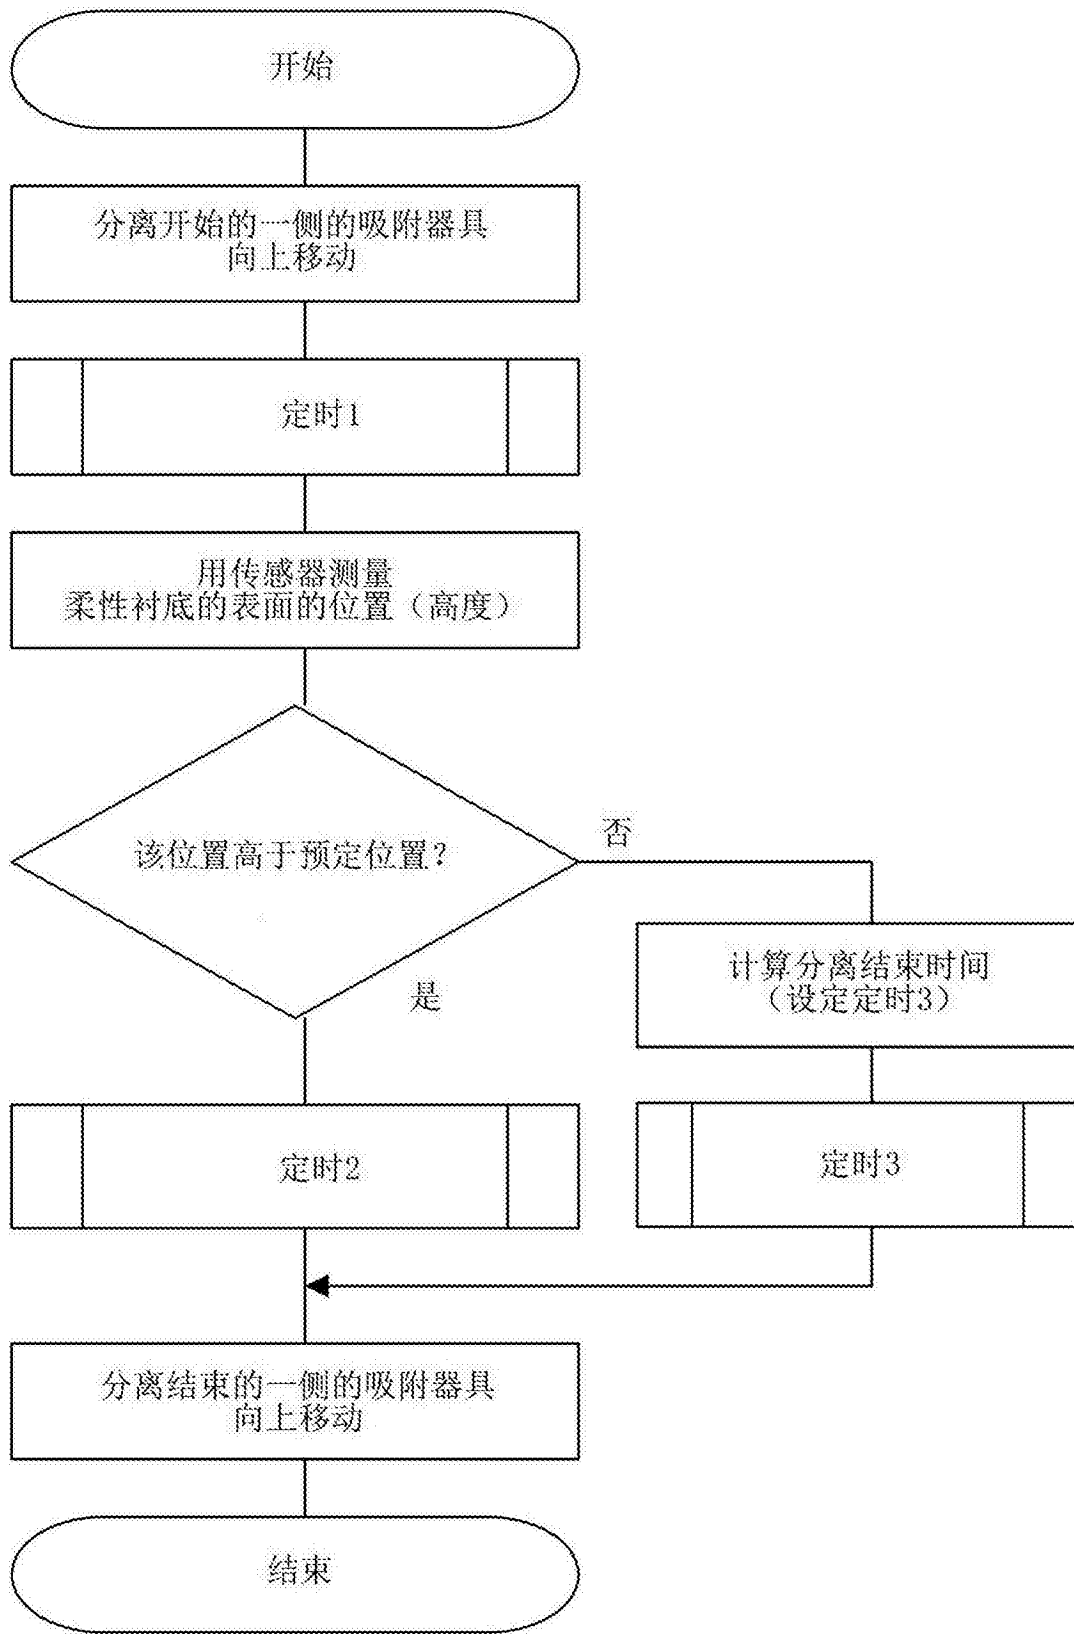 开始
分离开始的一侧的吸附器具
向上移动
定时1
用传感器测量
柔性衬底的表面的位置（高度）
该位置高于预定位置？
否
是
计算分离结束时间
（设定定时3）
定时2
定时3
分离结束的一侧的吸附器具
向上移动
结束